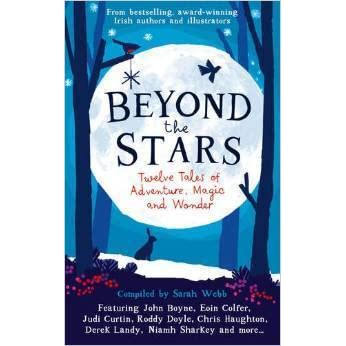 From bestselling, award-winning
Irish authors and illustrators
BEYOND
the
STARS
Twelve Tales of
Adventure, Magic
and Wonder
Compiled by Sarah Webb
Featuring John Boyne, Eoin Colfer,
Judi Curtin, Roddy Doyle, Chris Haughton,
Derek Landy, Niamh Sharkey and more...